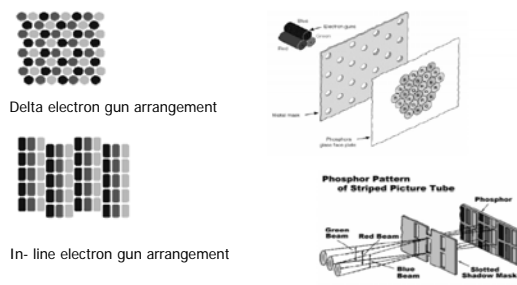 Delta electron gun arrangement
In- line electron gun arrangement
Blue
Electron guns
Green
Red
Metal mask
Phosphors
glass face plate
Phosphor Pattern
of Striped Picture Tube
Phosphor
Green
Beam
Red Beam
Blue
Beam
Slotted
Shadow Mask